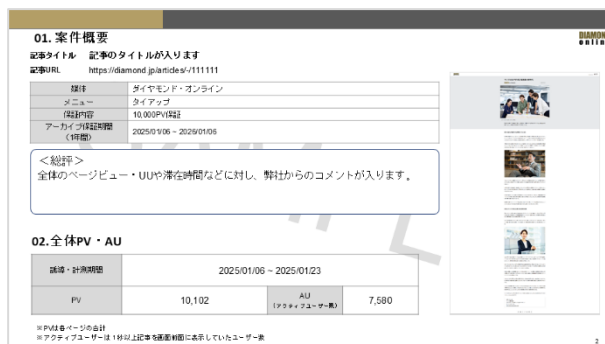 01. 案件概要
DIAMOND
online
記事タイトル 記事のタイトルが入ります
記事URL https://diamond.jp/articles/-/111111
媒体 ダイヤモンド・オンライン
メニュー タイアップ
保証内容 10,000PV保証
アーカイブ保証期間
（1年間） 2025/01/06 ~ 2026/01/06
＜総評＞
全体のページビュー・UUや滞在時間などに対し、弊社からのコメントが入ります。
SAMPLE
02.全体PV・AU
誘導・計測期間 2025/01/06 ~ 2025/01/23
PV 10,102 AU
（アクティブユーザー数） 7,580
※PVは各ページの合計
※アクティブユーザーは1秒以上記事を画面前面に表示していたユーザー数
2